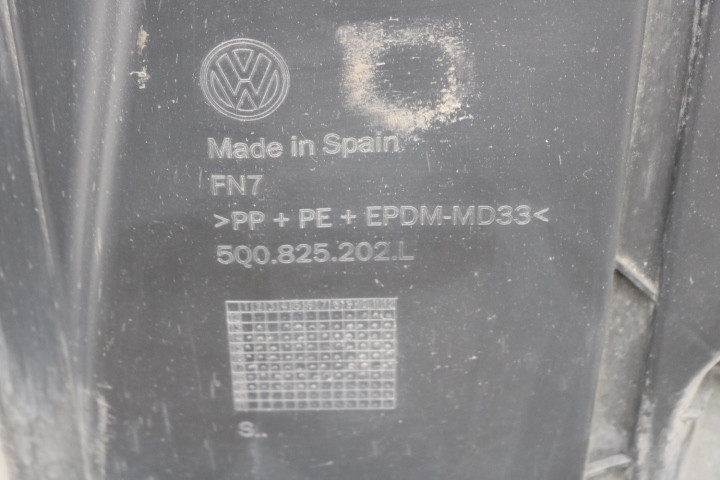 Made in Spain
FN7
>PP + PE + EPDM-MD33<
5Q0.825.202.L
S..